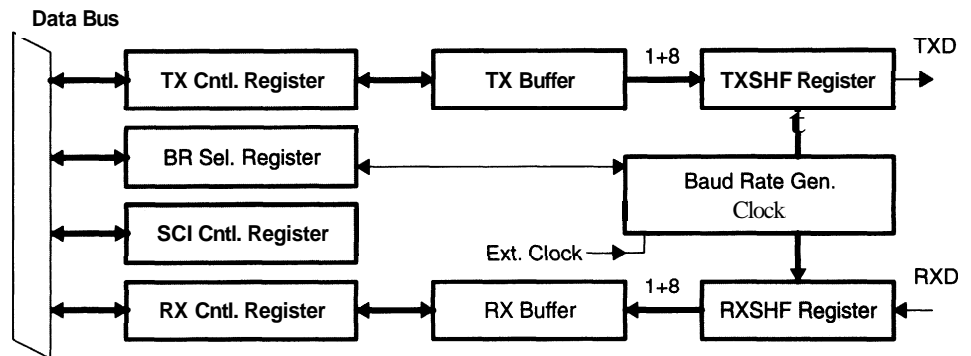 Data Bus
TX Cntl. Register
TX Buffer
1+8
TXSHF Register
TXD
BR Sel. Register
Baud Rate Gen.
Clock
SCI Cntl. Register
Ext. Clock
RX Cntl. Register
RX Buffer
1+8
RXSHF Register
RXD